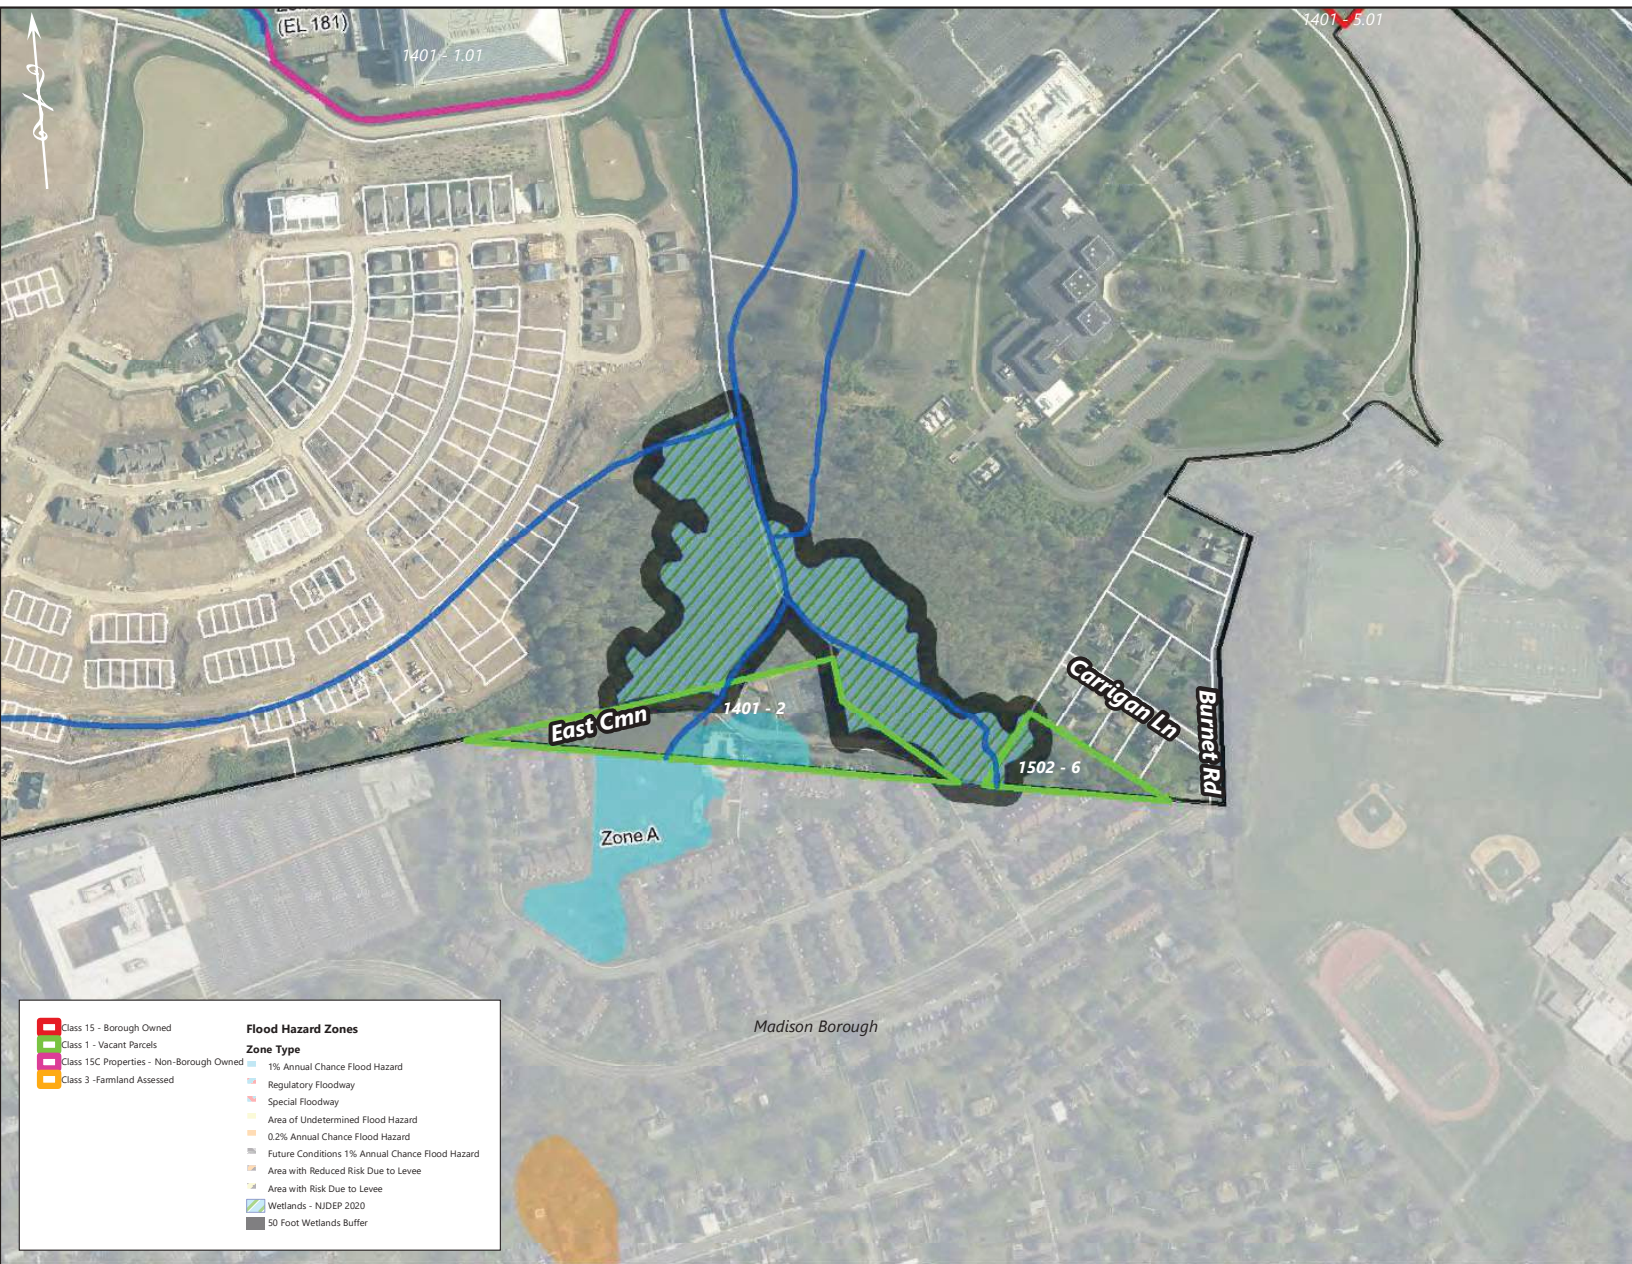 (EL 181)
1401 - 1.01
1401 - 5.01
East Cmn
1401 - 2
Carrigan Ln
Burnet Rd
1502 - 6
Zone A
Madison Borough
Class 15 - Borough Owned
Class 1 - Vacant Parcels
Class 15C Properties - Non-Borough Owned
Class 3 -Farmland Assessed
Flood Hazard Zones
Zone Type
1% Annual Chance Flood Hazard
Regulatory Floodway
Special Floodway
Area of Undetermined Flood Hazard
0.2% Annual Chance Flood Hazard
Future Conditions 1% Annual Chance Flood Hazard
Area with Reduced Risk Due to Levee
Area with Risk Due to Levee
Wetlands - NJDEP 2020
50 Foot Wetlands Buffer